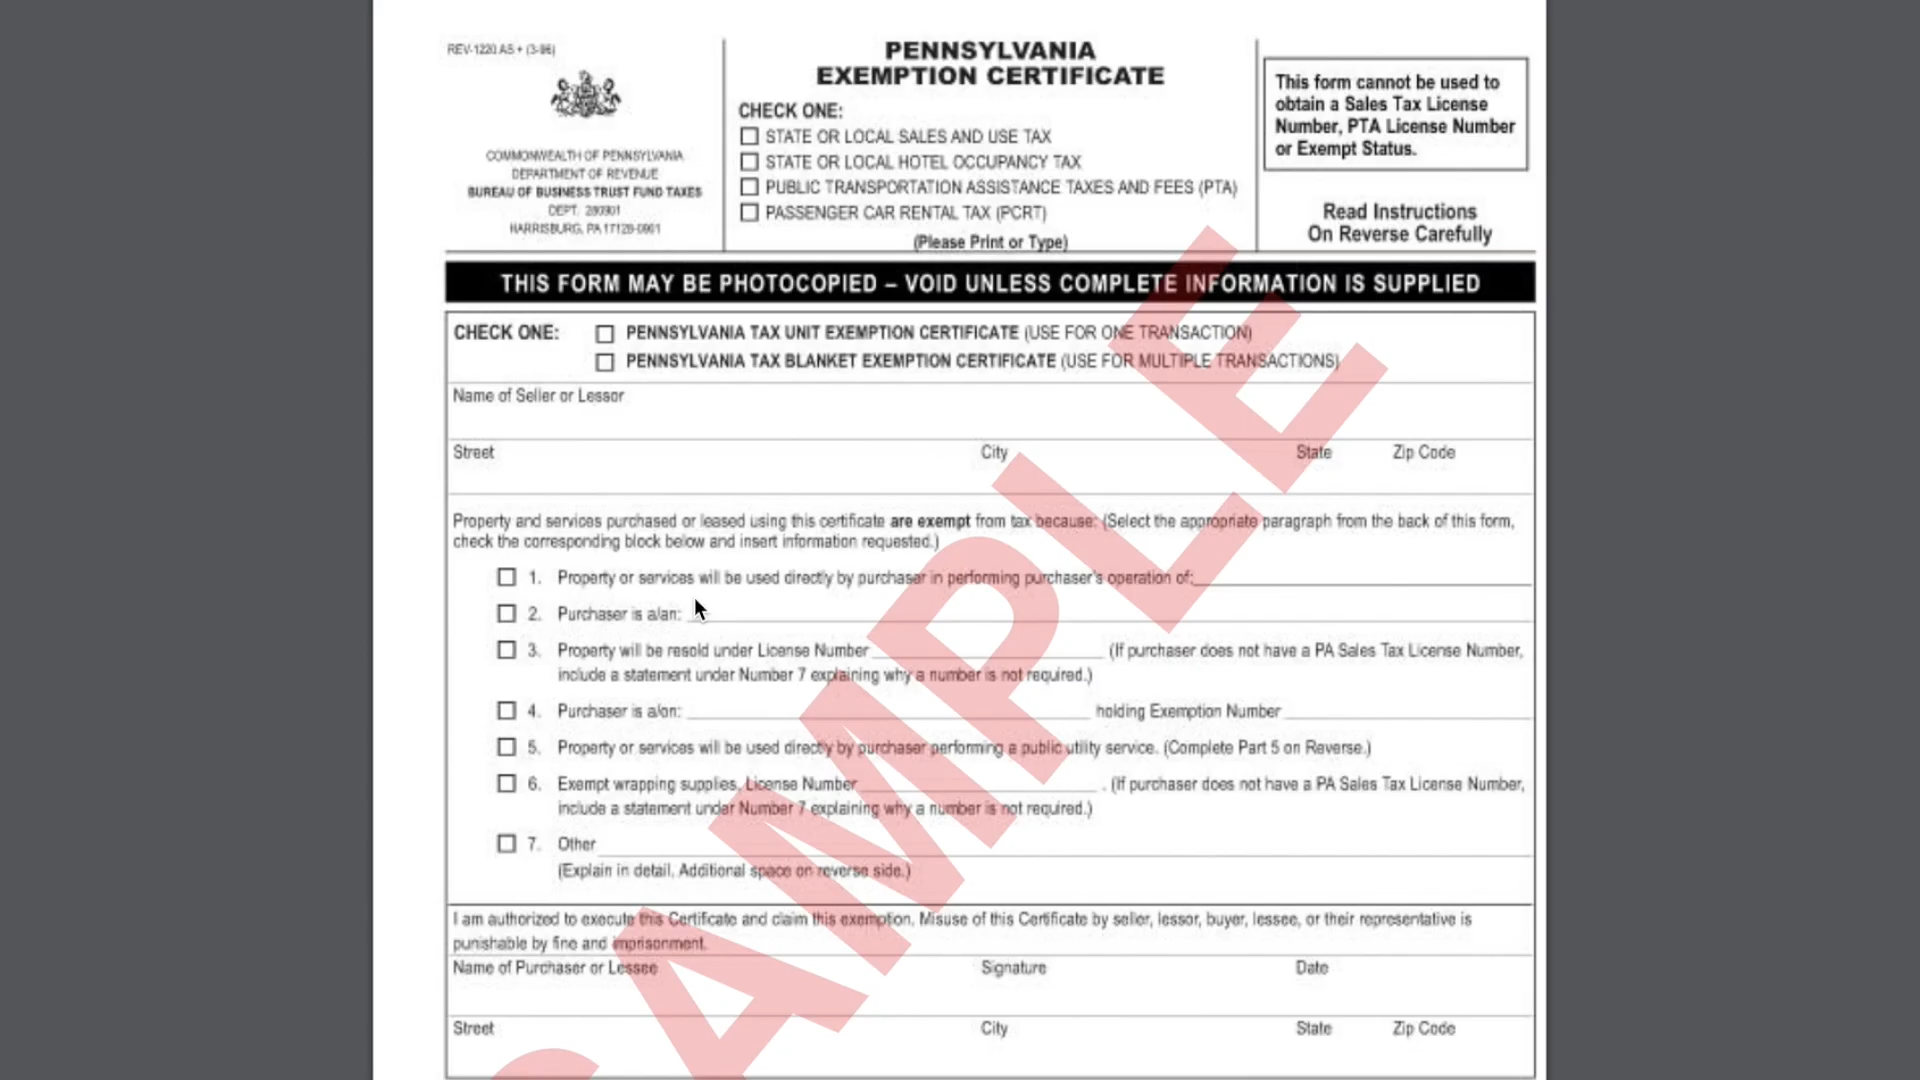 REV-1220 AS + (3-96)
COMMONWEALTH OF PENNSYLVANIA
DEPARTMENT OF REVENUE
BUREAU OF BUSINESS TRUST FUND TAXES
DEPT. 280901
HARRISBURG, PA 17128-0901
PENNSYLVANIA
EXEMPTION CERTIFICATE
CHECK ONE:
STATE OR LOCAL SALES AND USE TAX
STATE OR LOCAL HOTEL OCCUPANCY TAX
PUBLIC TRANSPORTATION ASSISTANCE TAXES AND FEES (PTA)
PASSENGER CAR RENTAL TAX (PCRT)
(Please Print or Type)
This form cannot be used to
obtain a Sales Tax License
Number, PTA License Number
or Exempt Status.
Read Instructions
On Reverse Carefully
THIS FORM MAY BE PHOTOCOPIED – VOID UNLESS COMPLETE INFORMATION IS SUPPLIED
CHECK ONE: PENNSYLVANIA TAX UNIT EXEMPTION CERTIFICATE (USE FOR ONE TRANSACTION)
PENNSYLVANIA TAX BLANKET EXEMPTION CERTIFICATE (USE FOR MULTIPLE TRANSACTIONS)
Name of Seller or Lessor
Street City State Zip Code
Property and services purchased or leased using this certificate are exempt from tax because: (Select the appropriate paragraph from the back of this form,
check the corresponding block below and insert information requested.)
1. Property or services will be used directly by purchaser in performing purchaser's operation of:
2. Purchaser is a/an:
3. Property will be resold under License Number (If purchaser does not have a PA Sales Tax License Number,
include a statement under Number 7 explaining why a number is not required.)
4. Purchaser is a/on: holding Exemption Number
5. Property or services will be used directly by purchaser performing a public utility service. (Complete Part 5 on Reverse.)
6. Exempt wrapping supplies, License Number . (If purchaser does not have a PA Sales Tax License Number,
include a statement under Number 7 explaining why a number is not required.)
7. Other
(Explain in detail. Additional space on reverse side.)
I am authorized to execute this Certificate and claim this exemption. Misuse of this Certificate by seller, lessor, buyer, lessee, or their representative is
punishable by fine and imprisonment.
Name of Purchaser or Lessee Signature Date
Street City State Zip Code
SAMPLE